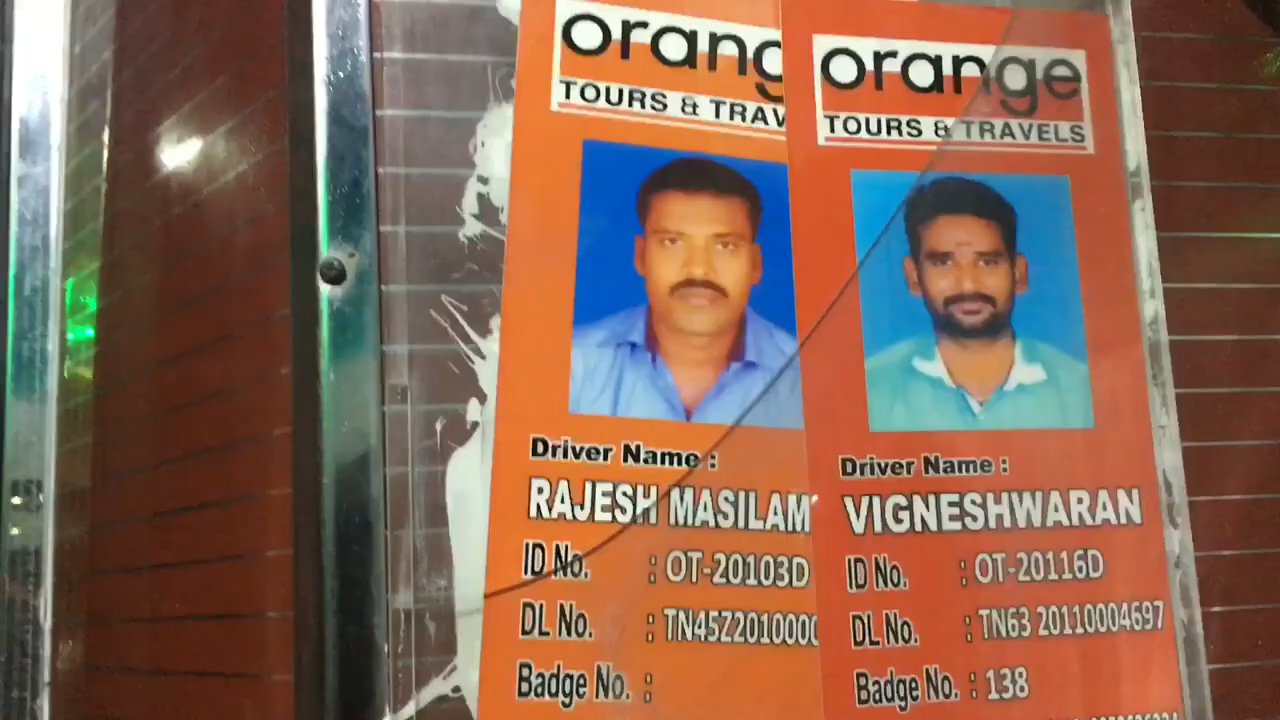 orang
TOURS & TRAV
Driver Name :
RAJESH MASILAM
ID No. : OT-20103D
DL No. : TN45Z2010000
Badge No. :
orange
TOURS & TRAVELS
Driver Name :
VIGNESHWARAN
ID No. : OT-20116D
DL No. : TN63 20110004697
Badge No. : 138